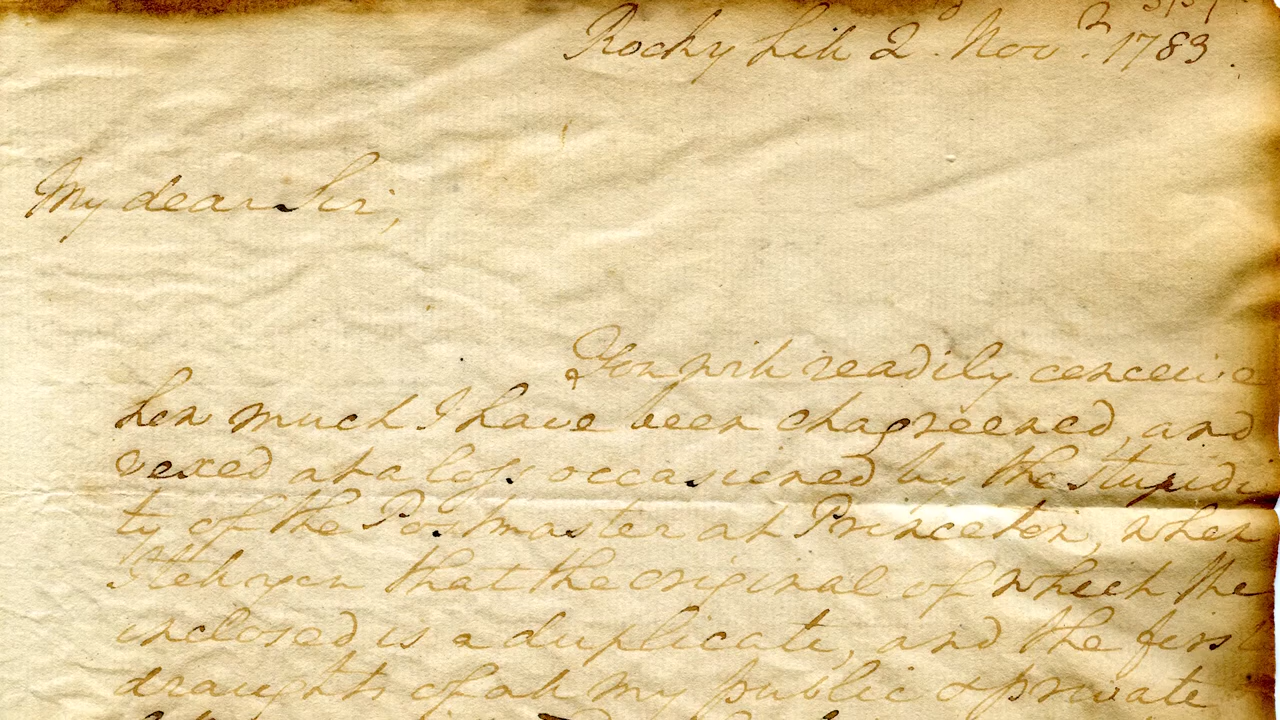 Rocky hill 2d. Novr. 1783.
My dear Sir,
You will readily conceive
how much I have been chagreened, and
vexed at a loss occasioned by the stupidi
ty of the Postmaster at Princeton, when
I tell you that the original of which the
inclosed is a duplicate, and the first
draughts of all my public & private